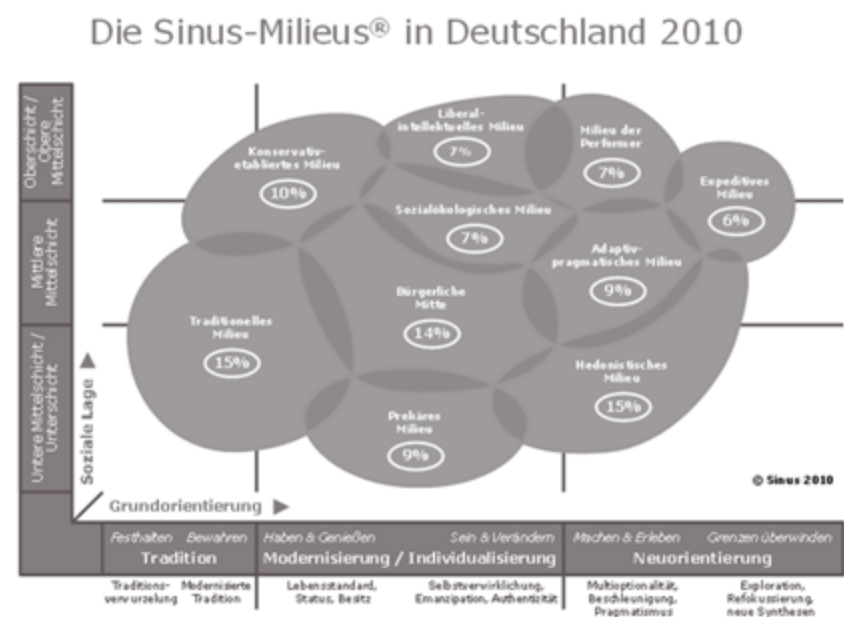 Die Sinus-Milieus® in Deutschland 2010
Oberschicht /
Obere
Mittelschicht
Mittlere
Mittelschicht
Untere Mittelschicht /
Unterschicht
Soziale Lage
Konservativ-
etabliertes Milieu
10%
Liberal-
intellektuelles Milieu
7%
Milieu der
Performer
7%
Expeditives
Milieu
6%
Sozialökologisches Milieu
7%
Adaptiv-
pragmatisches Milieu
9%
Bürgerliche
Mitte
14%
Traditionelles
Milieu
15%
Hedonistisches
Milieu
15%
Prekäres
Milieu
9%
© Sinus 2010
Grundorientierung
Festhalten Bewahren
Tradition
Haben & Genießen Sein & Verändern
Modernisierung / Individualisierung
Machen & Erleben Grenzen überwinden
Neuorientierung
Traditions-
verwurzelung
Modernisierte
Tradition
Lebensstandard,
Status, Besitz
Selbstverwirklichung,
Emanzipation, Authentizität
Multioptionalität,
Beschleunigung,
Pragmatismus
Exploration,
Refokussierung,
neue Synthesen